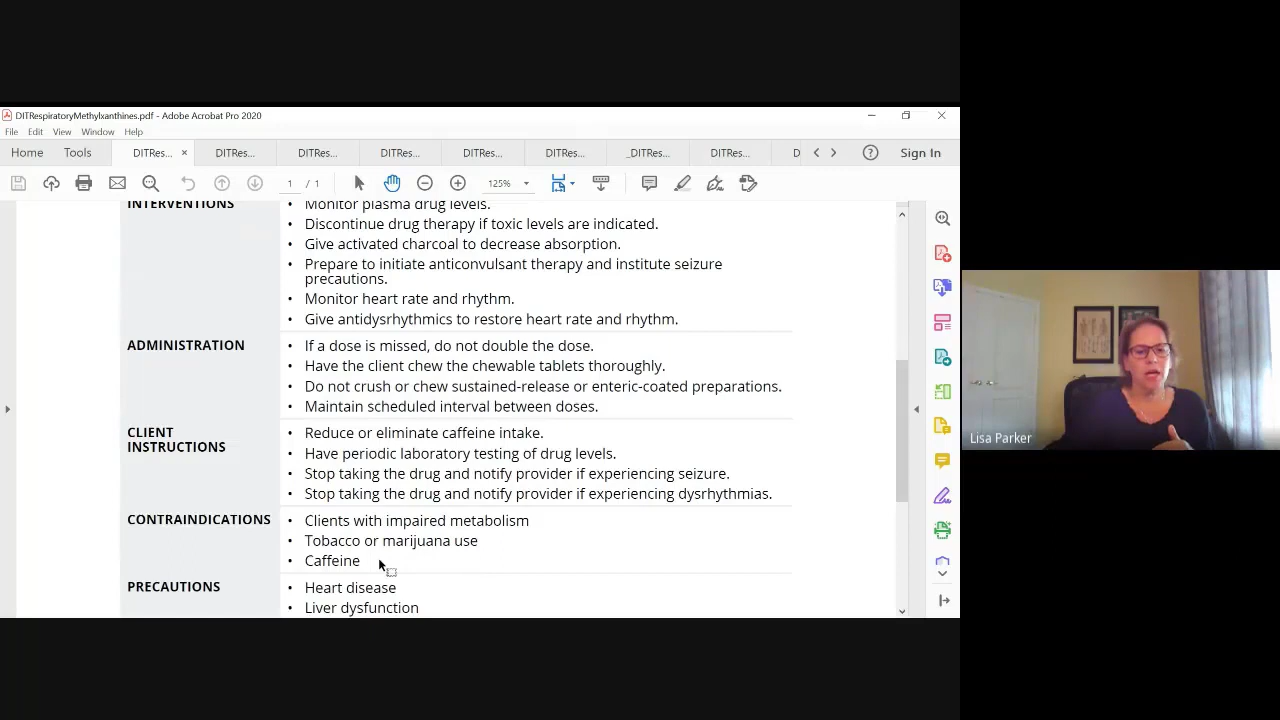 DITRespiratoryMethylxanthines.pdf - Adobe Acrobat Pro 2020
File Edit View Window Help
Home Tools DITRes... × DITRes... DITRes... DITRes... DITRes... DITRes... _DITRes... DITRes... D Sign In
1 / 1 125%
INTERVENTIONS
• Monitor plasma drug levels.
• Discontinue drug therapy if toxic levels are indicated.
• Give activated charcoal to decrease absorption.
• Prepare to initiate anticonvulsant therapy and institute seizure
precautions.
• Monitor heart rate and rhythm.
• Give antidysrhythmics to restore heart rate and rhythm.
ADMINISTRATION
• If a dose is missed, do not double the dose.
• Have the client chew the chewable tablets thoroughly.
• Do not crush or chew sustained-release or enteric-coated preparations.
• Maintain scheduled interval between doses.
CLIENT
INSTRUCTIONS
• Reduce or eliminate caffeine intake.
• Have periodic laboratory testing of drug levels.
• Stop taking the drug and notify provider if experiencing seizure.
• Stop taking the drug and notify provider if experiencing dysrhythmias.
CONTRAINDICATIONS
• Clients with impaired metabolism
• Tobacco or marijuana use
• Caffeine
PRECAUTIONS
• Heart disease
• Liver dysfunction
Lisa Parker